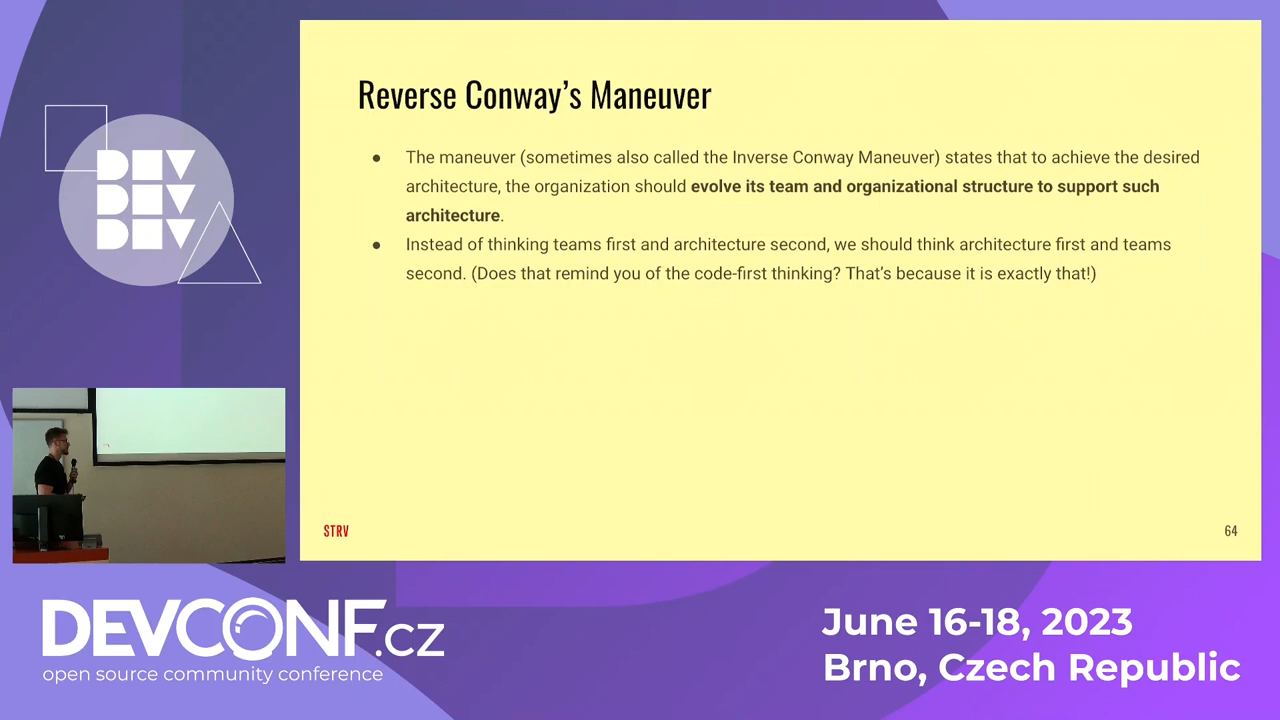 DEV
DEV
DEV
Reverse Conway's Maneuver
● The maneuver (sometimes also called the Inverse Conway Maneuver) states that to achieve the desired
architecture, the organization should evolve its team and organizational structure to support such
architecture.
● Instead of thinking teams first and architecture second, we should think architecture first and teams
second. (Does that remind you of the code-first thinking? That's because it is exactly that!)
STRV
64
DEVCONF.cz
open source community conference
June 16-18, 2023
Brno, Czech Republic